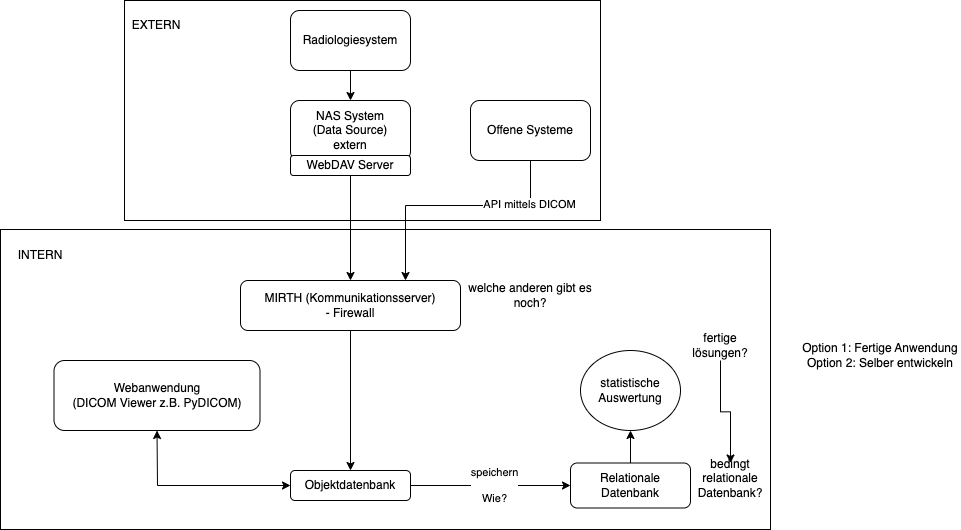 EXTERN
Radiologiesystem
NAS System
(Data Source)
extern
WebDAV Server
Offene Systeme
API mittels DICOM
INTERN
MIRTH (Kommunikationsserver)
- Firewall
welche anderen gibt es
noch?
fertige
lösungen?
Option 1: Fertige Anwendung
Option 2: Selber entwickeln
Webanwendung
(DICOM Viewer z.B. PyDICOM)
statistische
Auswertung
Objektdatenbank
speichern
Wie?
Relationale
Datenbank
bedingt
relationale
Datenbank?